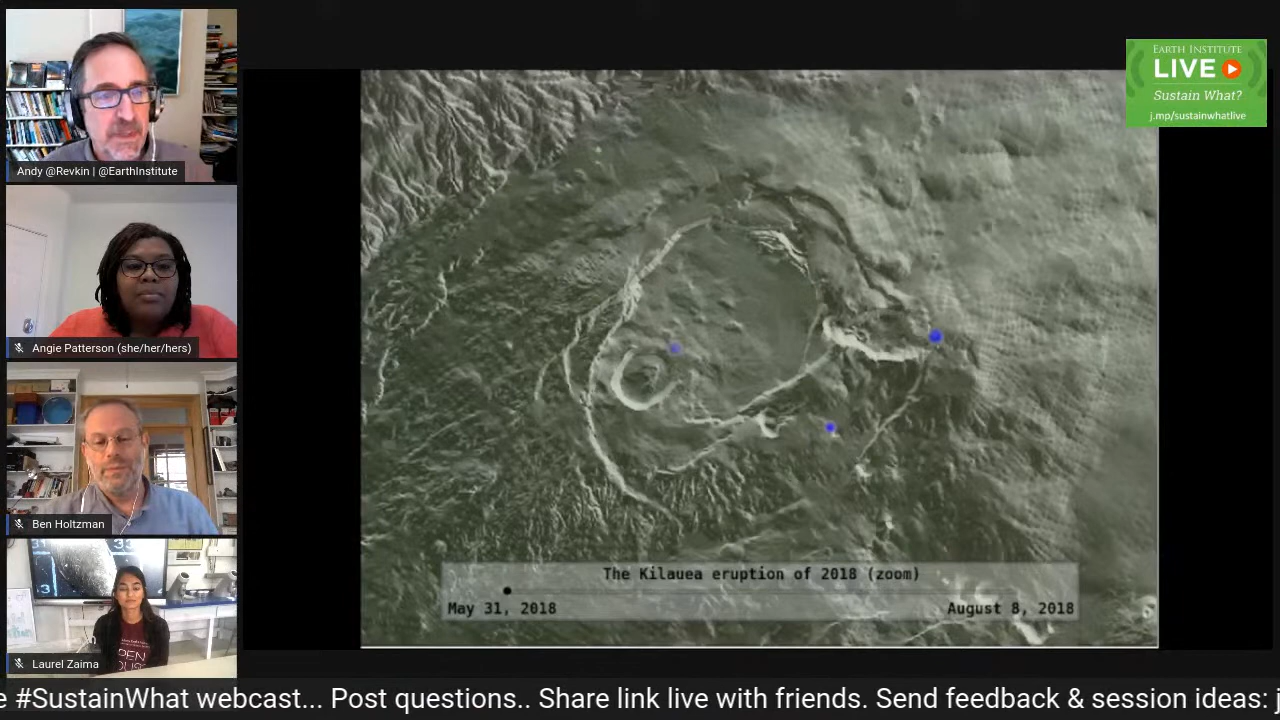 Andy @Revkin | @EarthInstitute
Angie Patterson (she/her/hers)
Ben Holtzman
Laurel Zaima
EARTH INSTITUTE
LIVE
Sustain What?
j.mp/sustainwhatlive
The Kilauea eruption of 2018 (zoom)
May 31, 2018
August 8, 2018
e #SustainWhat webcast... Post questions.. Share link live with friends. Send feedback & session ideas: j